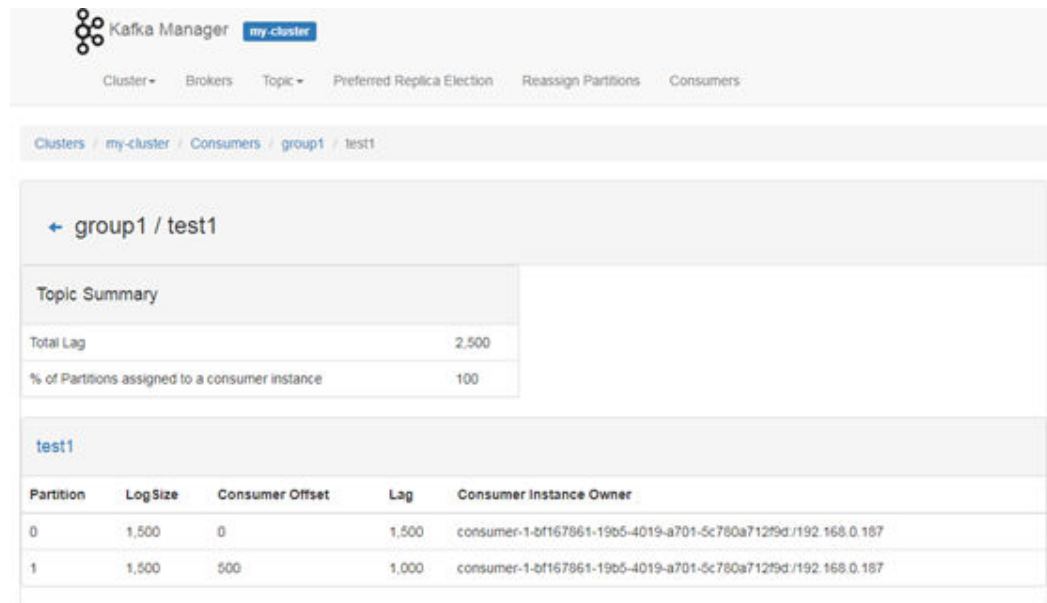 Kafka Manager my-cluster
Cluster Brokers Topic Preferred Replica Election Reassign Partitions Consumers
Clusters / my-cluster / Consumers / group1 / test1
← group1 / test1
Topic Summary
Total Lag 2,500
% of Partitions assigned to a consumer instance 100
test1
Partition LogSize Consumer Offset Lag Consumer Instance Owner
0 1,500 0 1,500 consumer-1-bf167861-19b5-4019-a701-5c780a712f9d:/192.168.0.187
1 1,500 500 1,000 consumer-1-bf167861-19b5-4019-a701-5c780a712f9d:/192.168.0.187